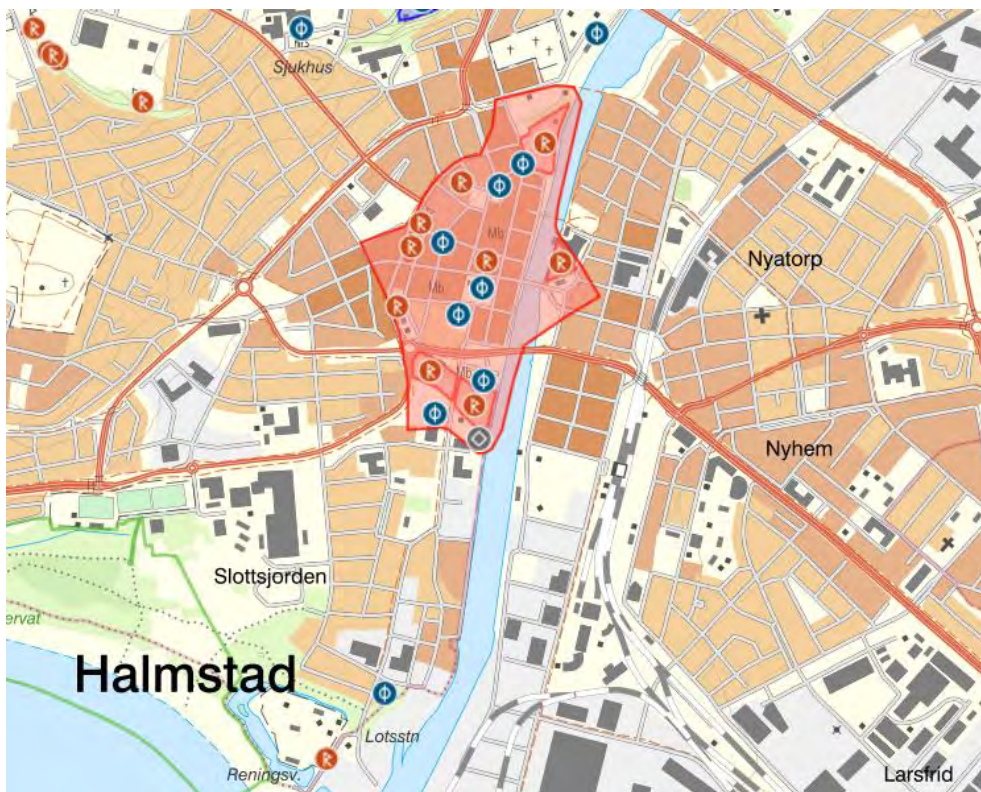 Sjukhus
Mb
Nyatorp
Mb
Mb
Nyhem
Slottsjorden
ervat
Halmstad
Lotsstn
Reningsv.
Larsfrid